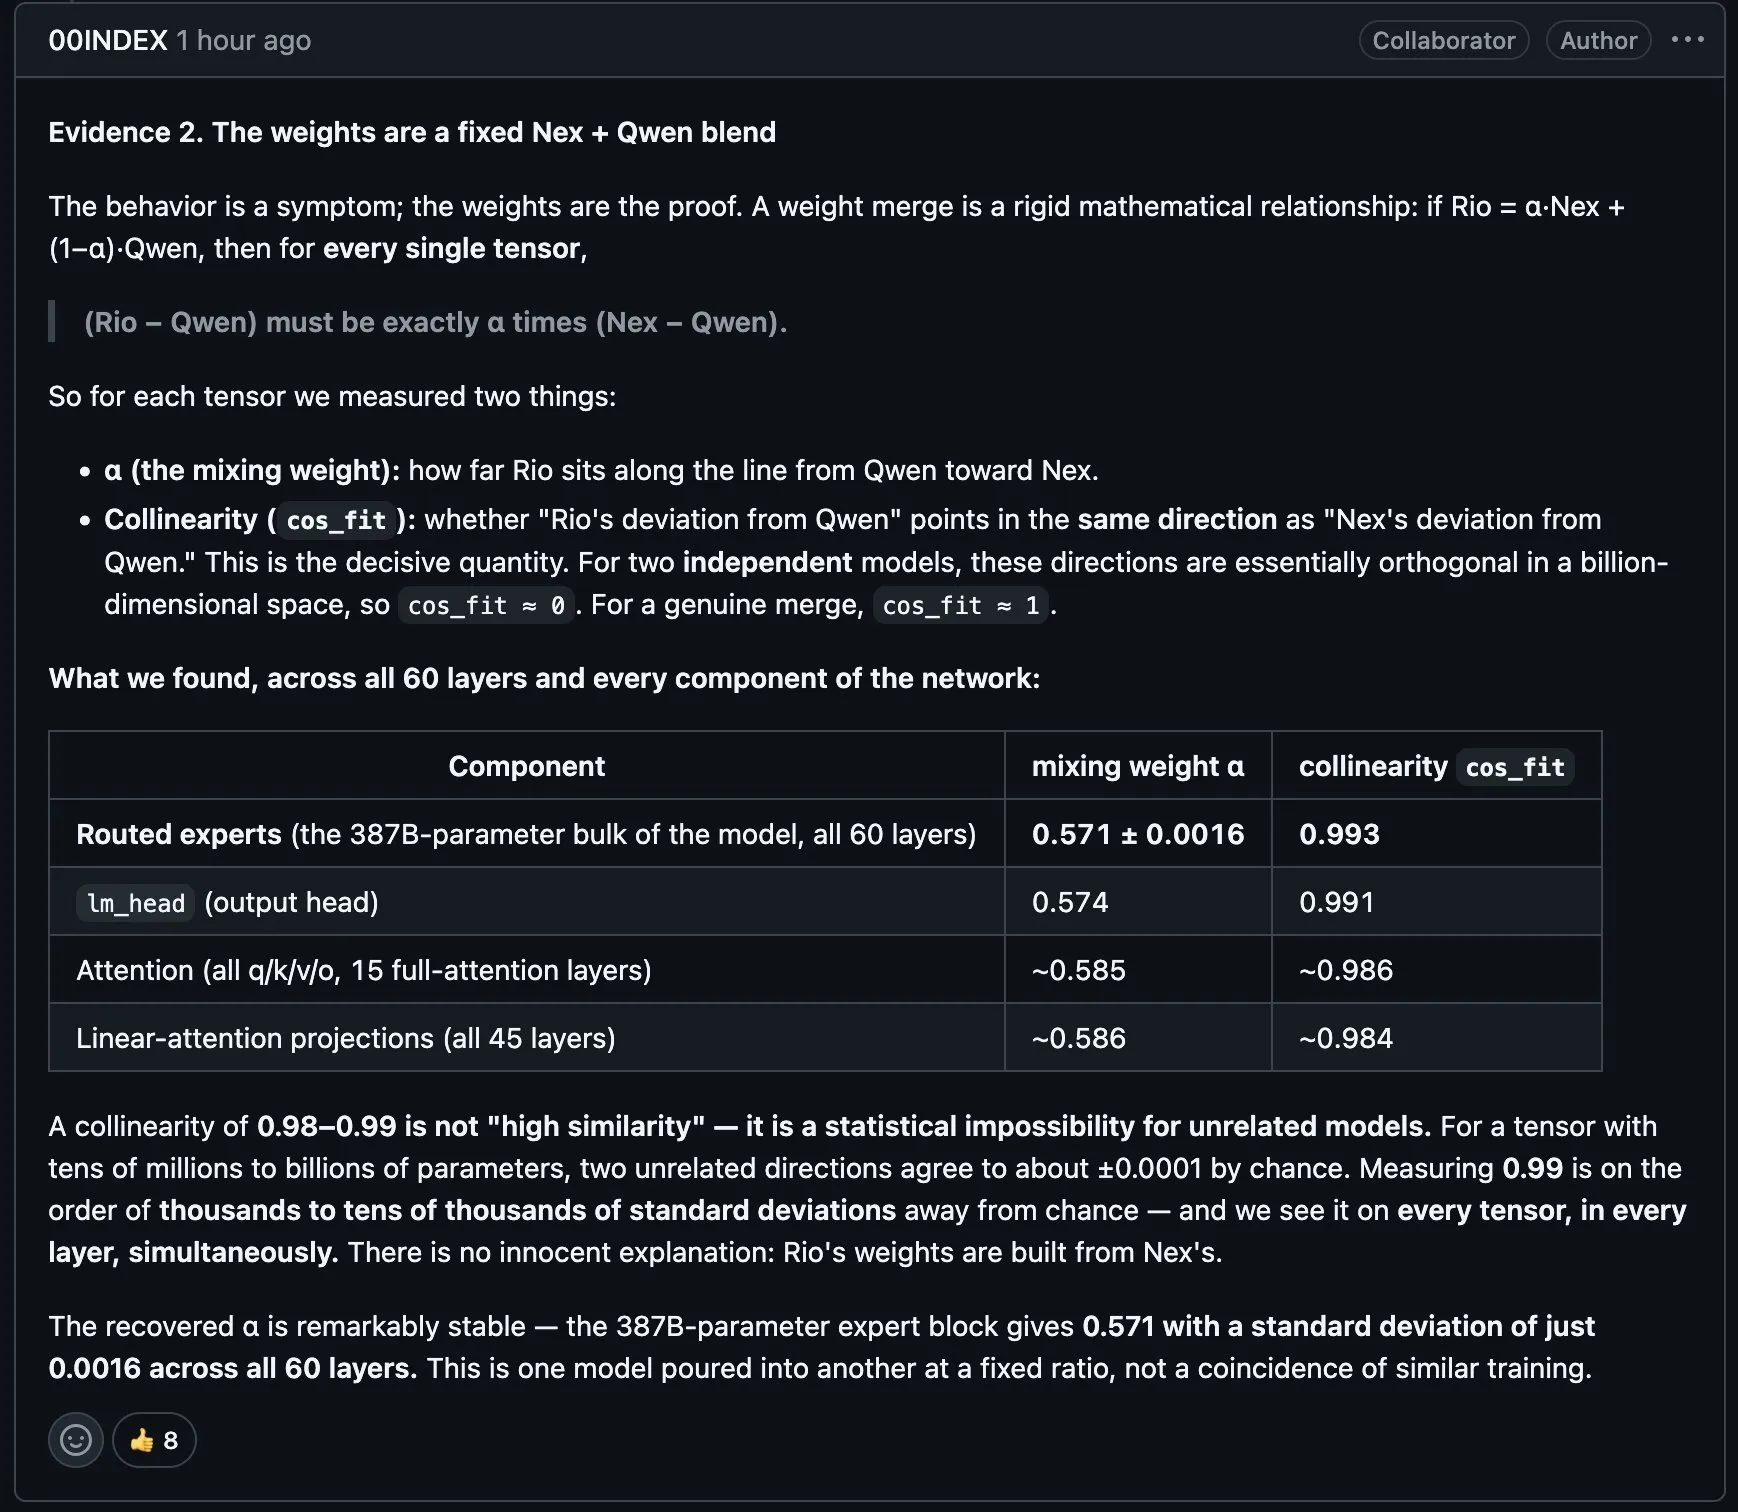 00INDEX 1 hour ago Collaborator Author
Evidence 2. The weights are a fixed Nex + Qwen blend
The behavior is a symptom; the weights are the proof. A weight merge is a rigid mathematical relationship: if Rio = α·Nex +
(1−α)·Qwen, then for every single tensor,
(Rio − Qwen) must be exactly α times (Nex − Qwen).
So for each tensor we measured two things:
• α (the mixing weight): how far Rio sits along the line from Qwen toward Nex.
• Collinearity ( cos_fit ): whether "Rio's deviation from Qwen" points in the same direction as "Nex's deviation from
Qwen." This is the decisive quantity. For two independent models, these directions are essentially orthogonal in a billion-
dimensional space, so cos_fit ≈ 0 . For a genuine merge, cos_fit ≈ 1 .
What we found, across all 60 layers and every component of the network:
Component mixing weight α collinearity cos_fit
Routed experts (the 387B-parameter bulk of the model, all 60 layers) 0.571 ± 0.0016 0.993
lm_head (output head) 0.574 0.991
Attention (all q/k/v/o, 15 full-attention layers) ~0.585 ~0.986
Linear-attention projections (all 45 layers) ~0.586 ~0.984
A collinearity of 0.98–0.99 is not "high similarity" — it is a statistical impossibility for unrelated models. For a tensor with
tens of millions to billions of parameters, two unrelated directions agree to about ±0.0001 by chance. Measuring 0.99 is on the
order of thousands to tens of thousands of standard deviations away from chance — and we see it on every tensor, in every
layer, simultaneously. There is no innocent explanation: Rio's weights are built from Nex's.
The recovered α is remarkably stable — the 387B-parameter expert block gives 0.571 with a standard deviation of just
0.0016 across all 60 layers. This is one model poured into another at a fixed ratio, not a coincidence of similar training.
👍 8